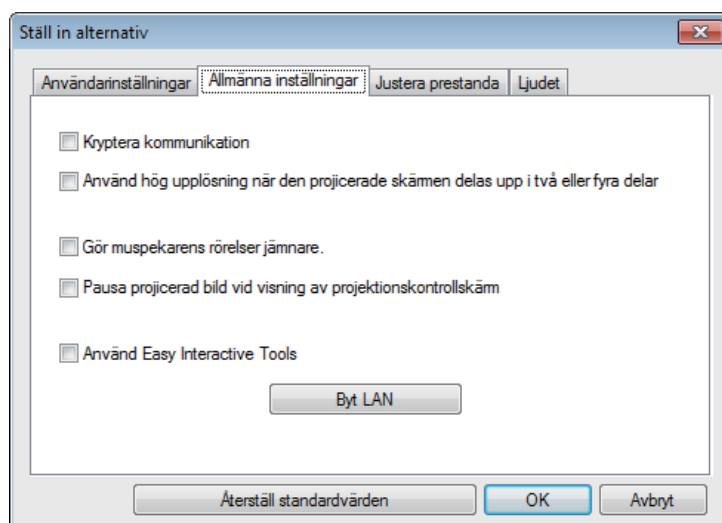 Ställ in alternativ
Användarinställningar Allmänna inställningar Justera prestanda Ljudet
Kryptera kommunikation
Använd hög upplösning när den projicerade skärmen delas upp i två eller fyra delar
Gör muspekarens rörelser jämnare.
Pausa projicerad bild vid visning av projektionskontrollskärm
Använd Easy Interactive Tools
Byt LAN
Återställ standardvärden OK Avbryt